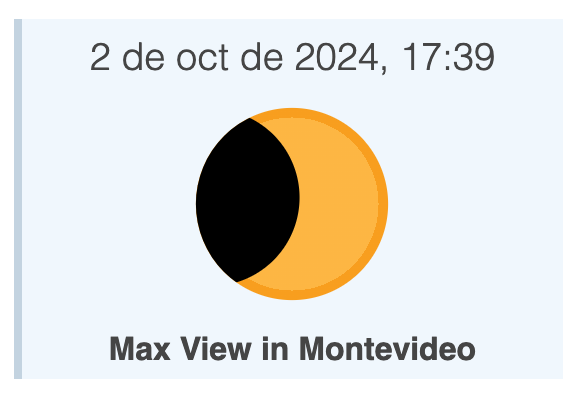 2 de oct de 2024, 17:39
Max View in Montevideo